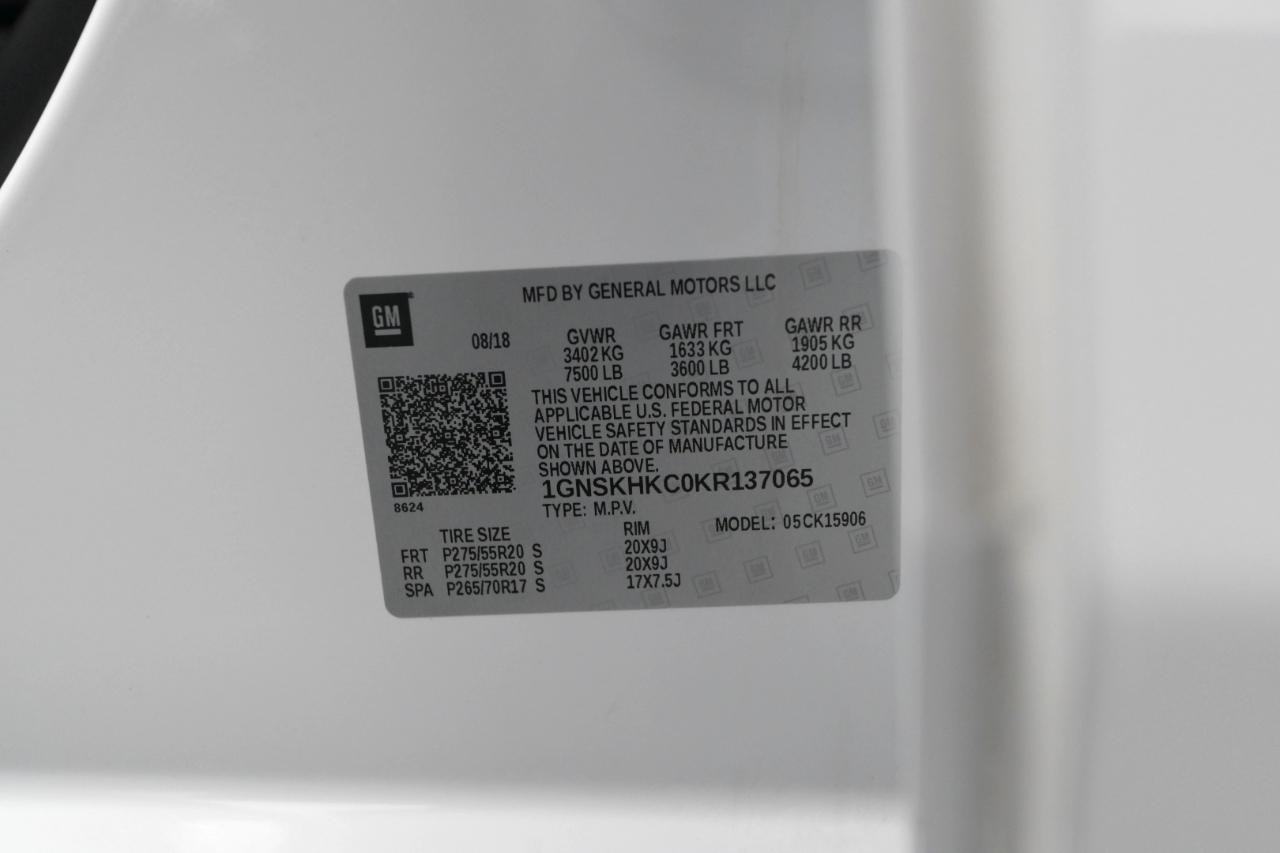 GM
MFD BY GENERAL MOTORS LLC
08/18 GVWR GAWR FRT GAWR RR
3402 KG 1633 KG 1905 KG
7500 LB 3600 LB 4200 LB
THIS VEHICLE CONFORMS TO ALL
APPLICABLE U.S. FEDERAL MOTOR
VEHICLE SAFETY STANDARDS IN EFFECT
ON THE DATE OF MANUFACTURE
SHOWN ABOVE.
1GNSKHKC0KR137065
8624
TYPE: M.P.V.
MODEL: 05 CK15906
TIRE SIZE RIM
FRT P275/55R20 S 20X9J
RR P275/55R20 S 20X9J
SPA P265/70R17 S 17X7.5J